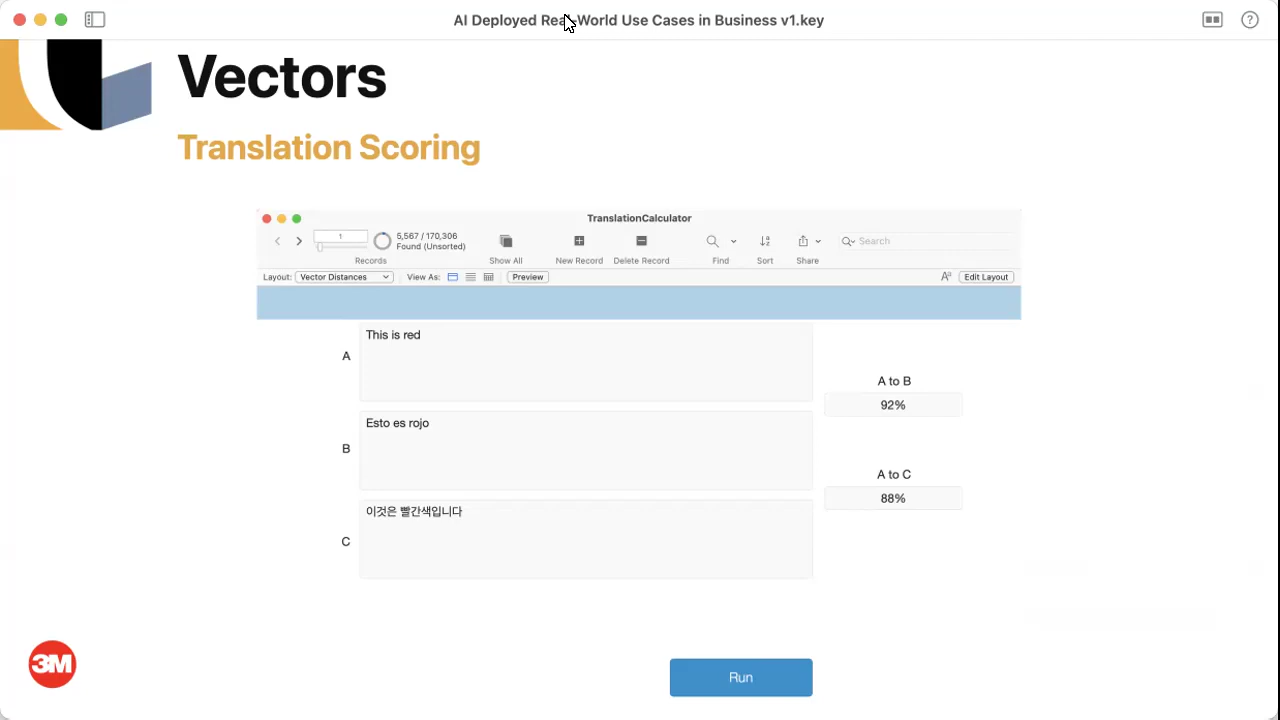 AI Deployed Real-World Use Cases in Business v1.key
Vectors
Translation Scoring
TranslationCalculator
1
5,567 / 170,306
Found (Unsorted)
Records
Show All
New Record
Delete Record
Find
Sort
Share
Search
Layout:
Vector Distances
View As:
Preview
Edit Layout
A
This is red
A to B
92%
B
Esto es rojo
A to C
88%
C
이것은 빨간색입니다
3M
Run